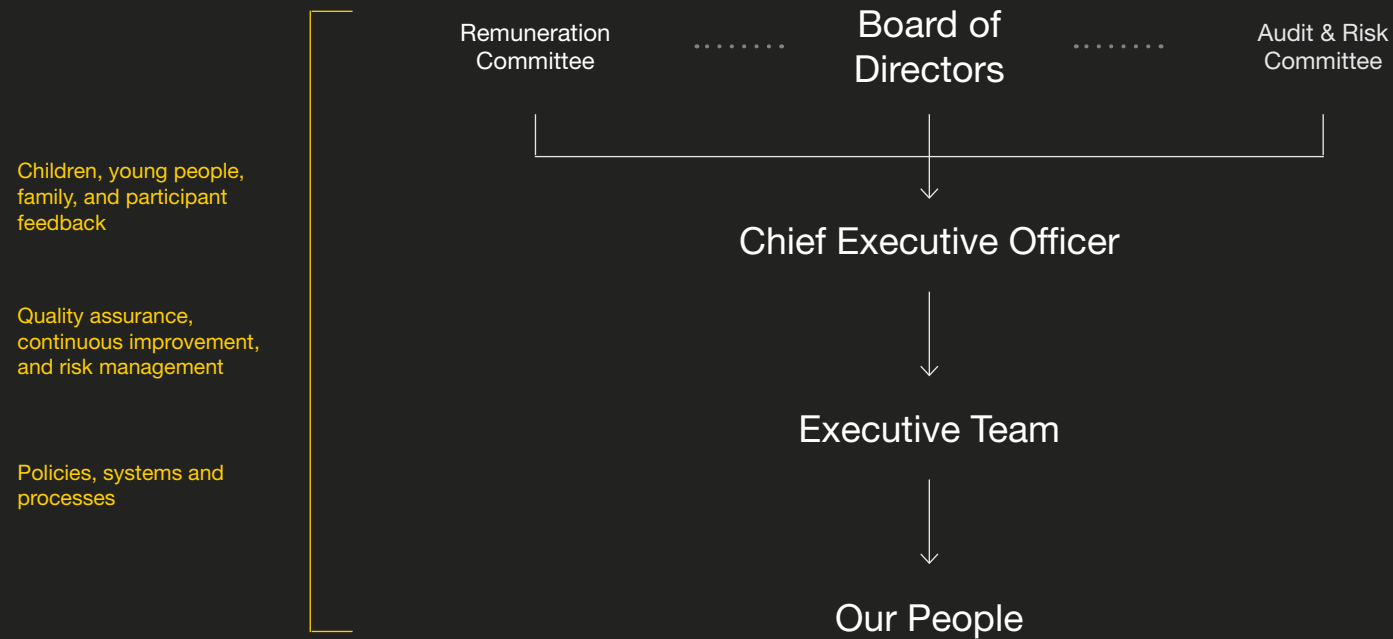 Remuneration
Committee
Board of
Directors
Audit & Risk
Committee
Children, young people,
family, and participant
feedback
Chief Executive Officer
Quality assurance,
continuous improvement,
and risk management
Executive Team
Policies, systems and
processes
Our People